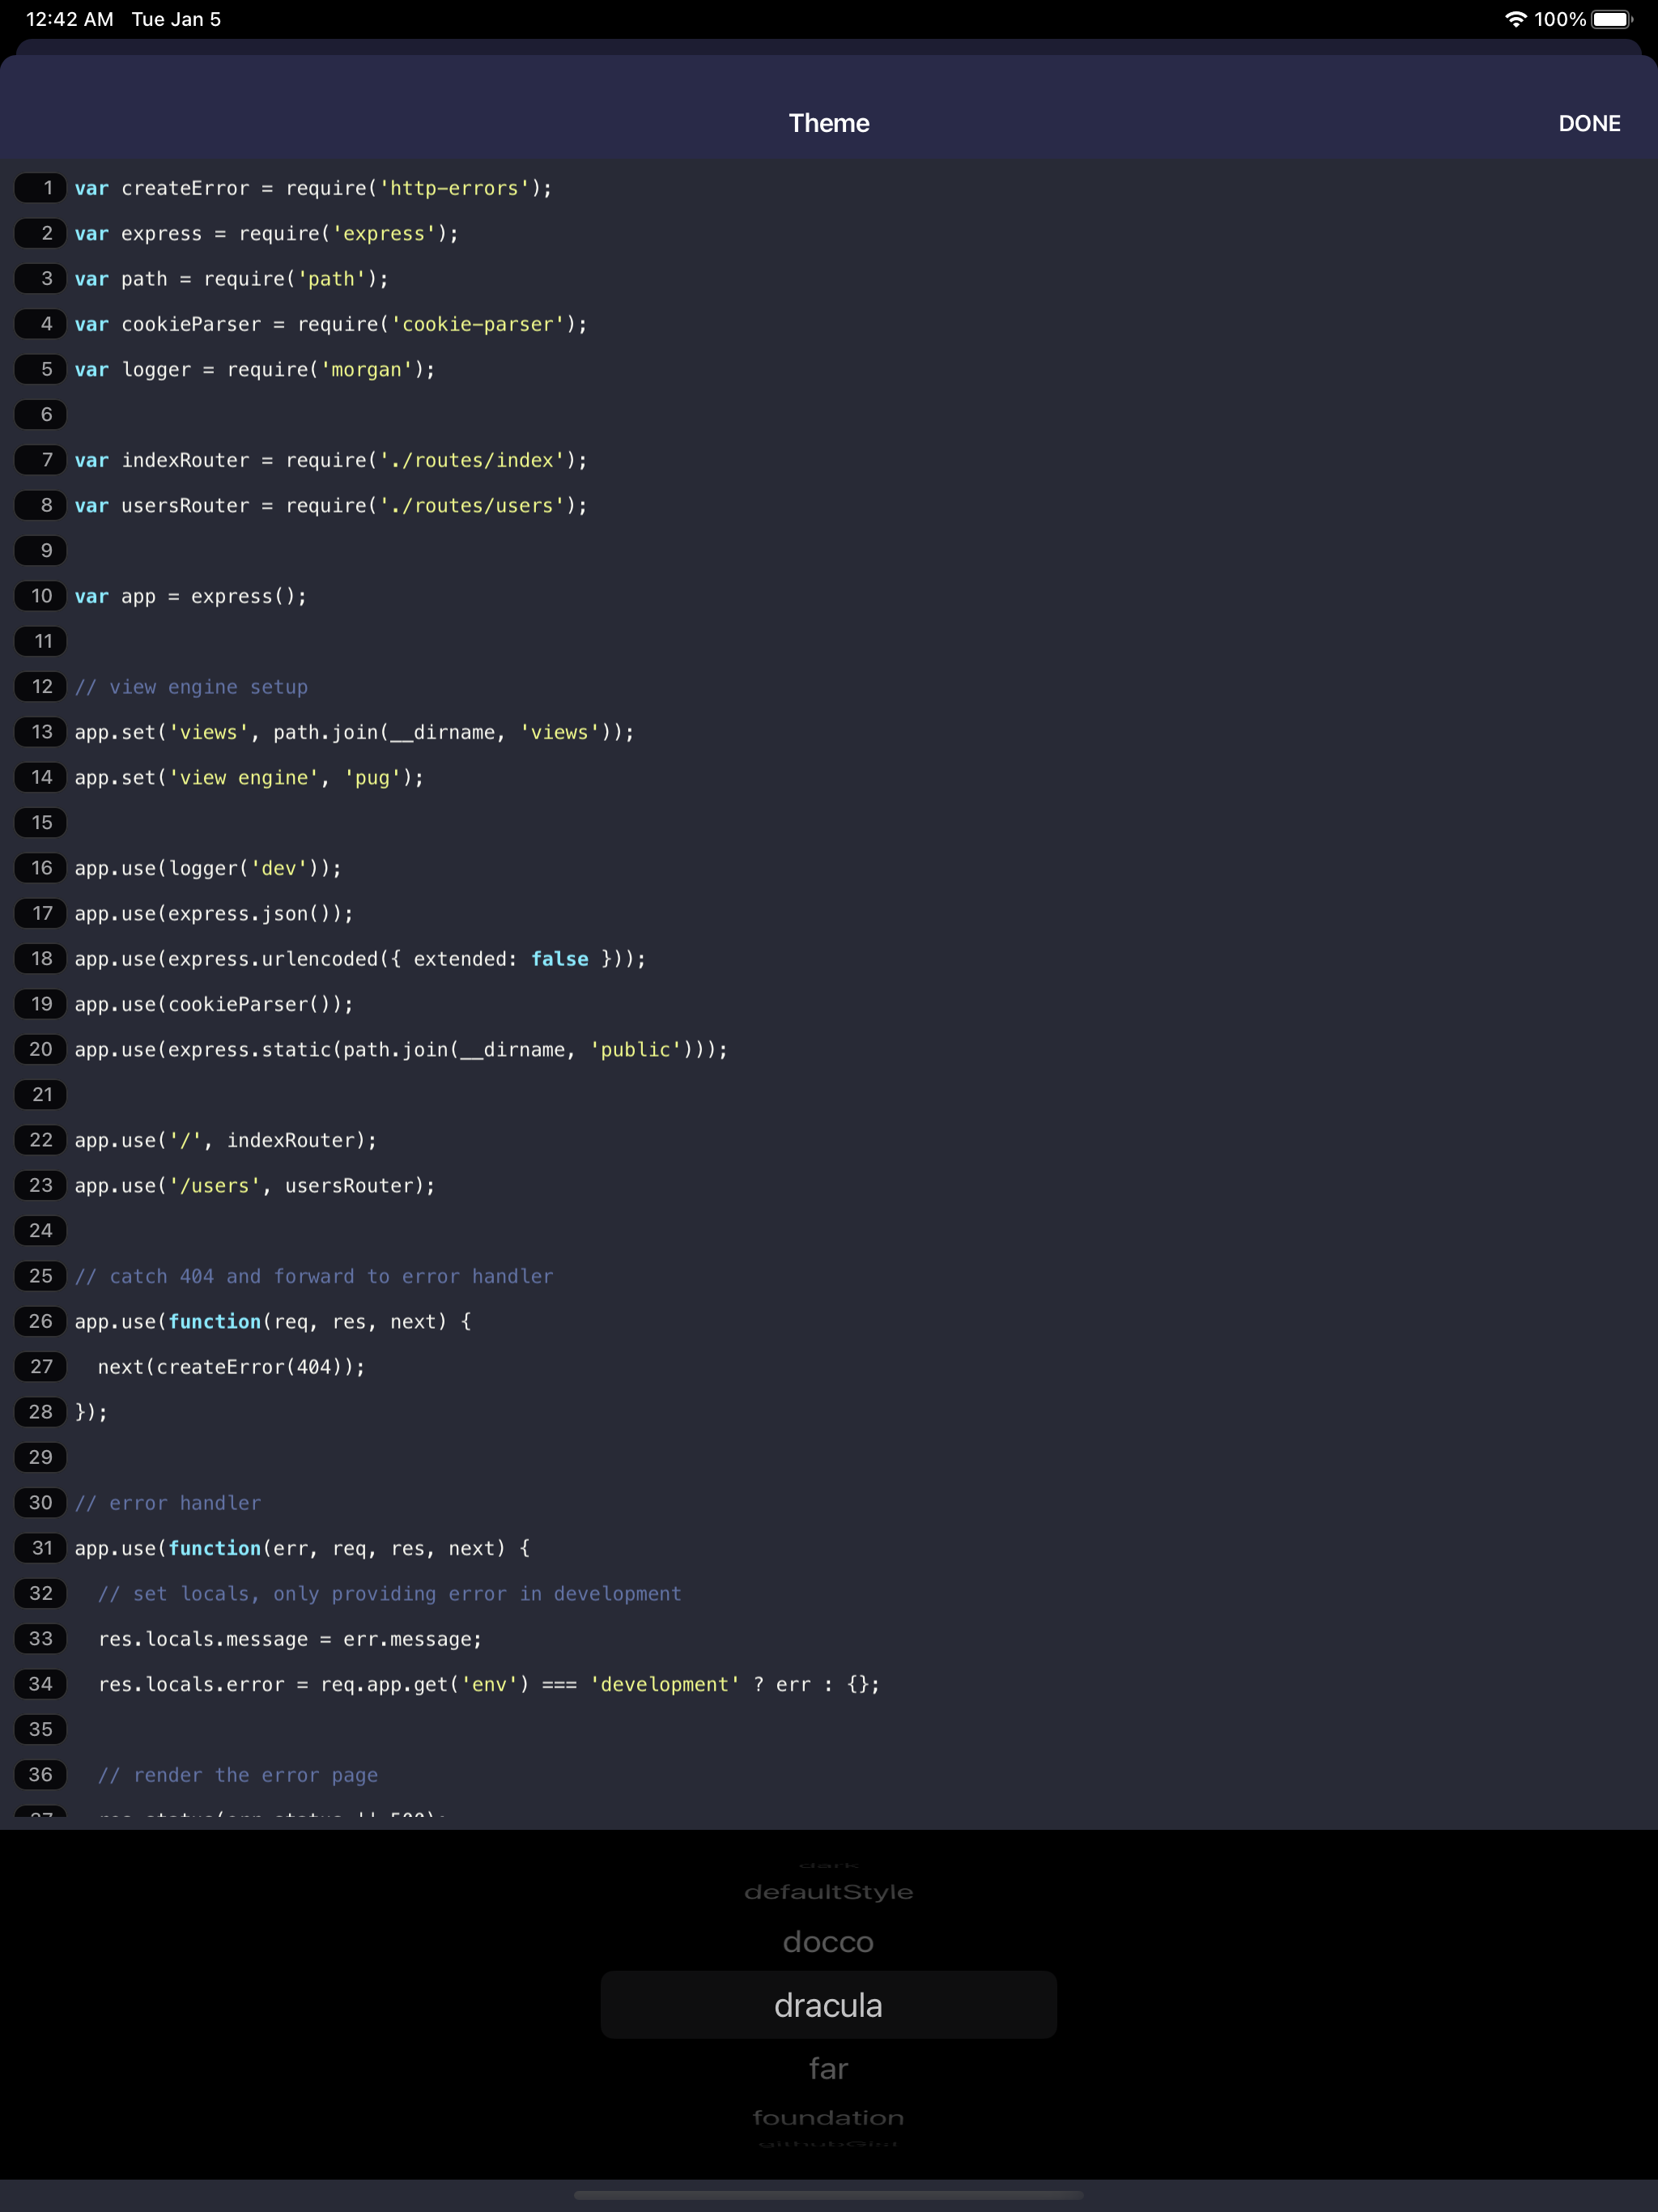 12:42 AM Tue Jan 5 100%
Theme DONE
1 var createError = require('http-errors');
2 var express = require('express');
3 var path = require('path');
4 var cookieParser = require('cookie-parser');
5 var logger = require('morgan');
6
7 var indexRouter = require('./routes/index');
8 var usersRouter = require('./routes/users');
9
10 var app = express();
11
12 // view engine setup
13 app.set('views', path.join(__dirname, 'views'));
14 app.set('view engine', 'pug');
15
16 app.use(logger('dev'));
17 app.use(express.json());
18 app.use(express.urlencoded({ extended: false }));
19 app.use(cookieParser());
20 app.use(express.static(path.join(__dirname, 'public')));
21
22 app.use('/', indexRouter);
23 app.use('/users', usersRouter);
24
25 // catch 404 and forward to error handler
26 app.use(function(req, res, next) {
27   next(createError(404));
28 });
29
30 // error handler
31 app.use(function(err, req, res, next) {
32   // set locals, only providing error in development
33   res.locals.message = err.message;
34   res.locals.error = req.app.get('env') === 'development' ? err : {};
35
36   // render the error page
37   res.status(err.status || 500);
dark
defaultStyle
docco
dracula
far
foundation
githubGist